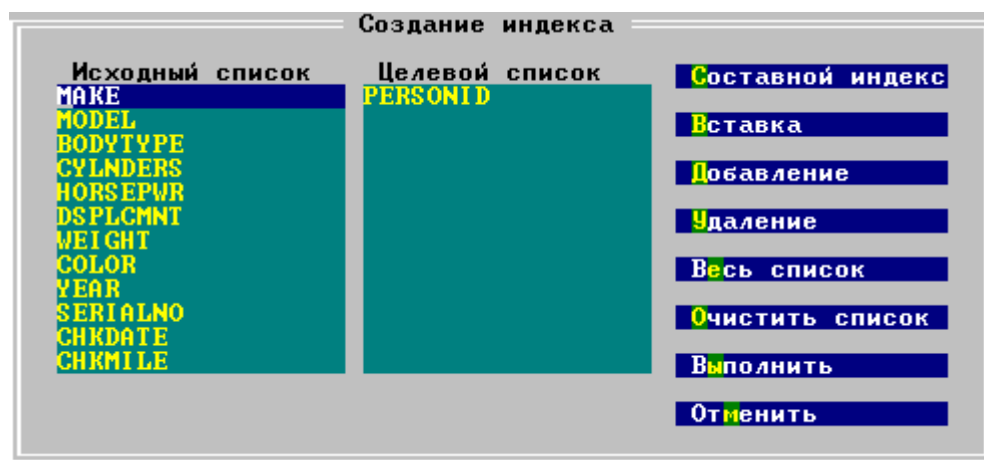 Создание индекса
Исходный список
MAKE
MODEL
BODYTYPE
CYLNDERS
HORSEPWR
DSPLCMNT
WEIGHT
COLOR
YEAR
SERIALNO
CHKDATE
CHKMILE
Целевой список
PERSONID
Составной индекс
Вставка
Добавление
Удаление
Весь список
Очистить список
Выполнить
Отменить